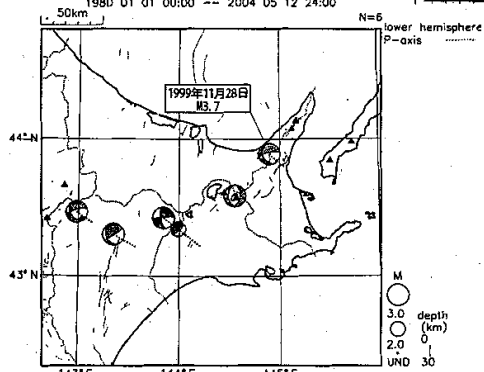 1980 01 01 00:00 -- 2004 05 12 24:00
50km
N=6
lower hemisphere
P-axis
1999年11月28日
M3.7
44°N
43°N
144°E
M
3.0
2.0
UND
depth
(km)
0
30